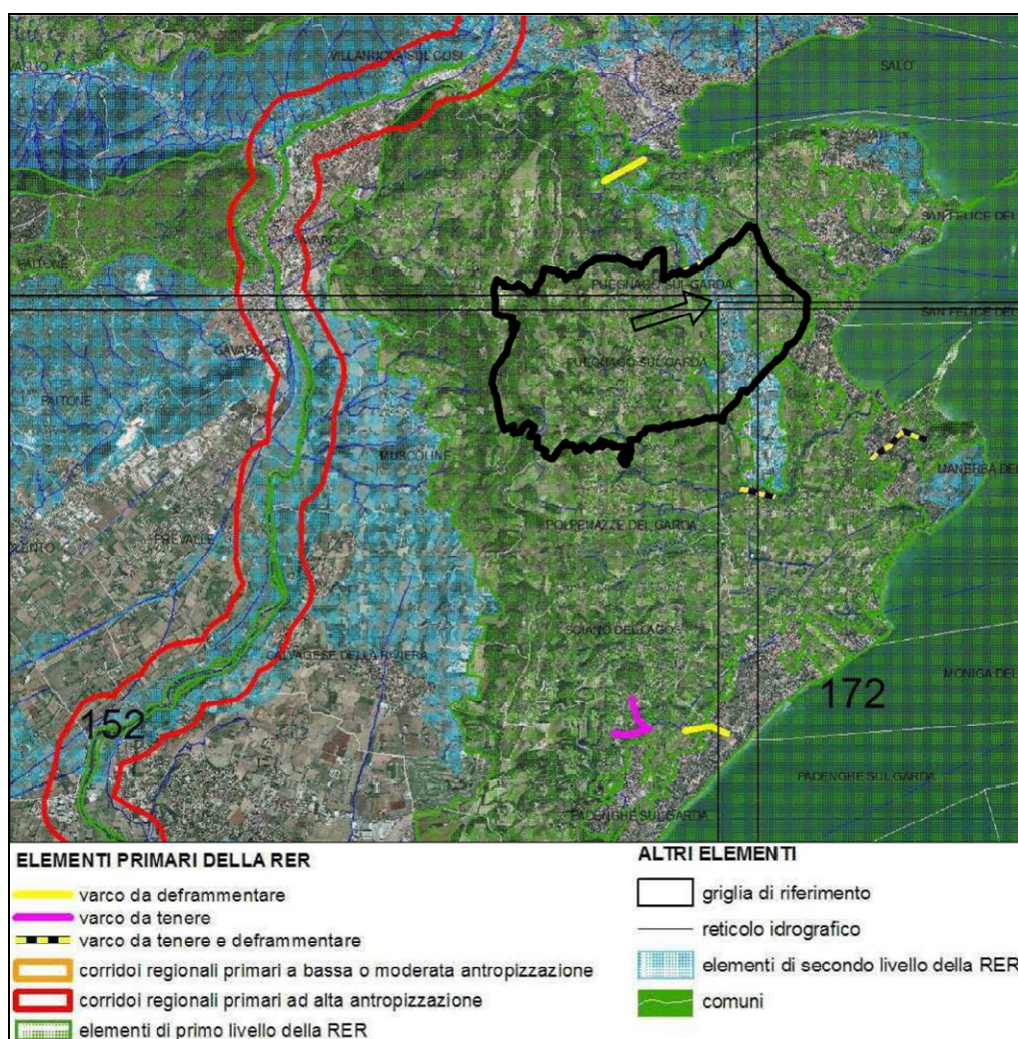 VILLANUOVA SUL CLISI
SALO'
SALO'
SAN FELICE DEL
PAITONE
GAVARDO
PUEGNAGO SUL GARDA
SAN FELICE DEL
GAVARDO
PUEGNAGO SUL GARDA
PAITONE
MUSCOLINE
MANERBA DEL
POLPENAZZE DEL GARDA
PREVALLE
SOIANO DEL LAGO
CALVAGESE DELLA RIVIERA
MONIGA DEL
152
172
PADENGHE SUL GARDA
PADENGHE SUL GARDA
ELEMENTI PRIMARI DELLA RER
varco da deframmentare
varco da tenere
varco da tenere e deframmentare
corridoi regionali primari a bassa o moderata antropizzazione
corridoi regionali primari ad alta antropizzazione
elementi di primo livello della RER
ALTRI ELEMENTI
griglia di riferimento
reticolo idrografico
elementi di secondo livello della RER
comuni